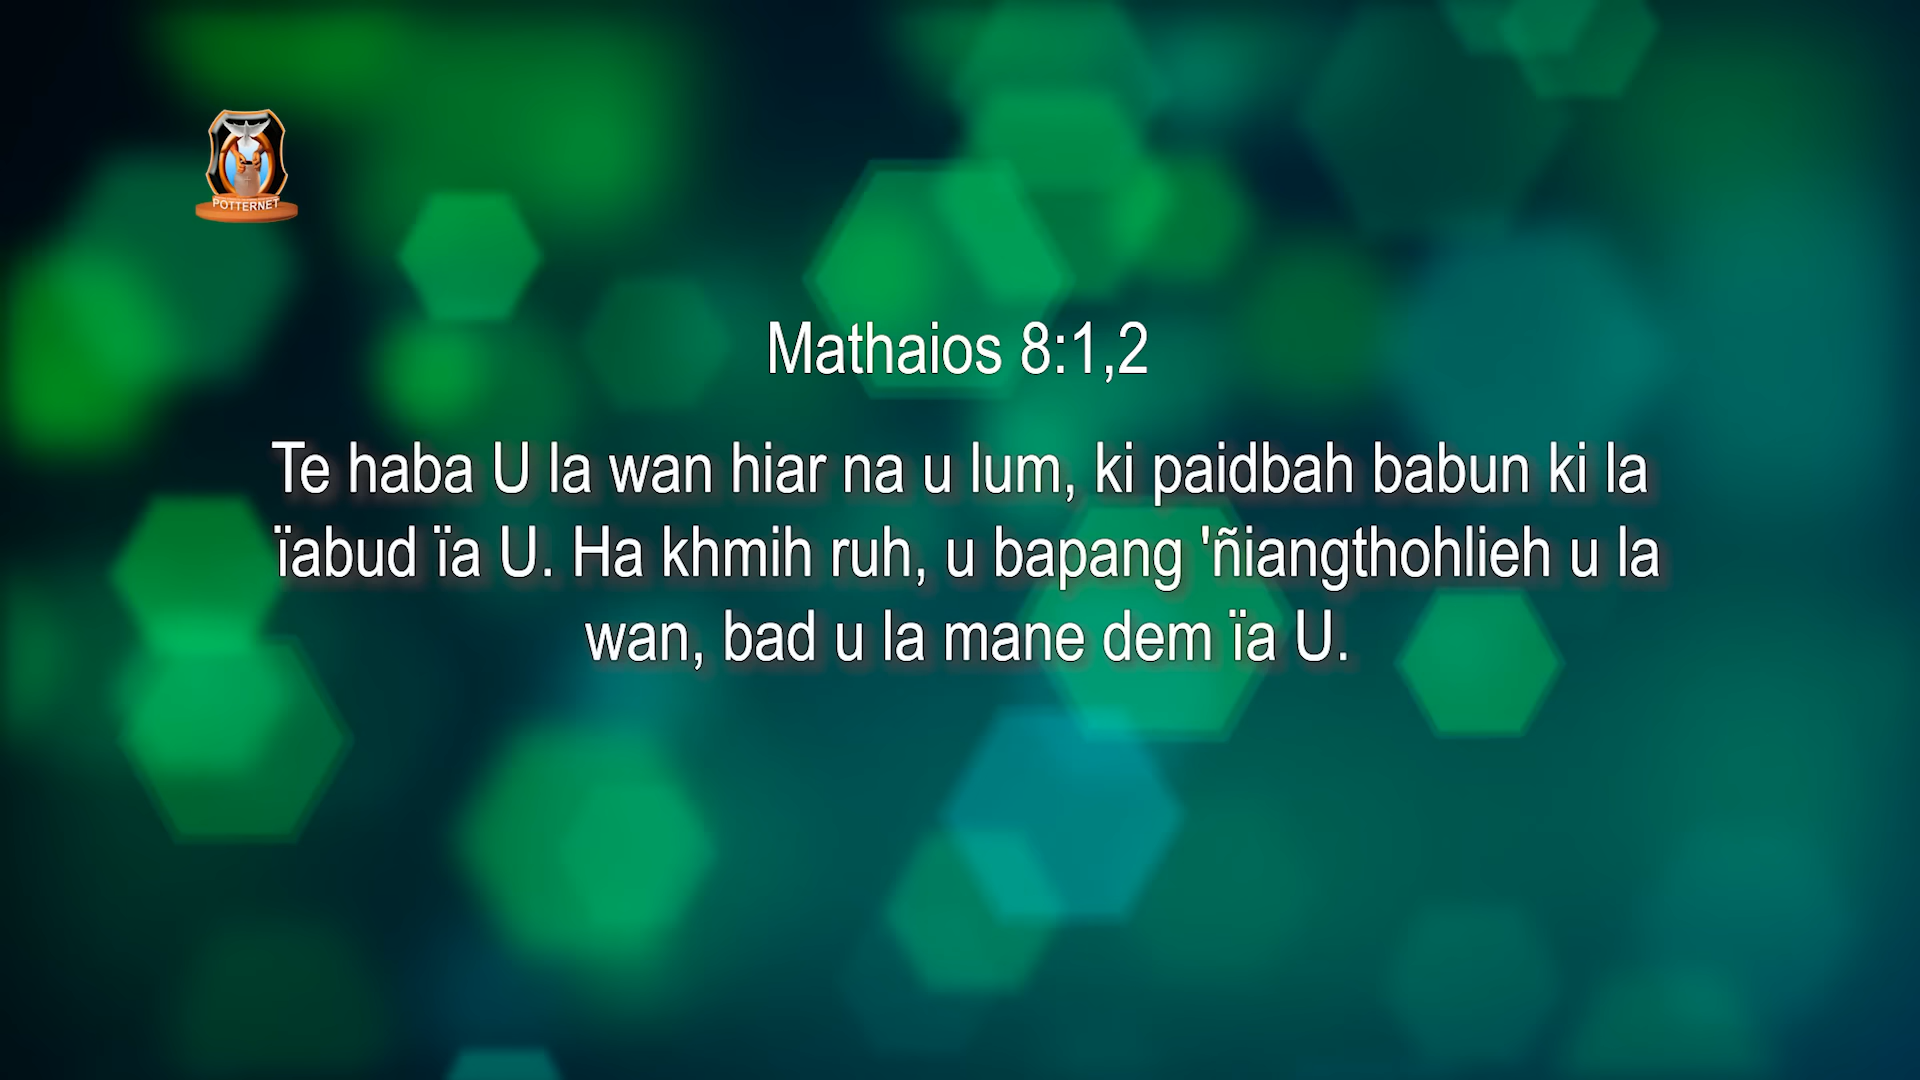 POTTERNET
Mathaios 8:1,2
Te haba U la wan hiar na u lum, ki paidbah babun ki la
ïabud ïa U. Ha khmih ruh, u bapang 'ñiangthohlieh u la
wan, bad u la mane dem ïa U.